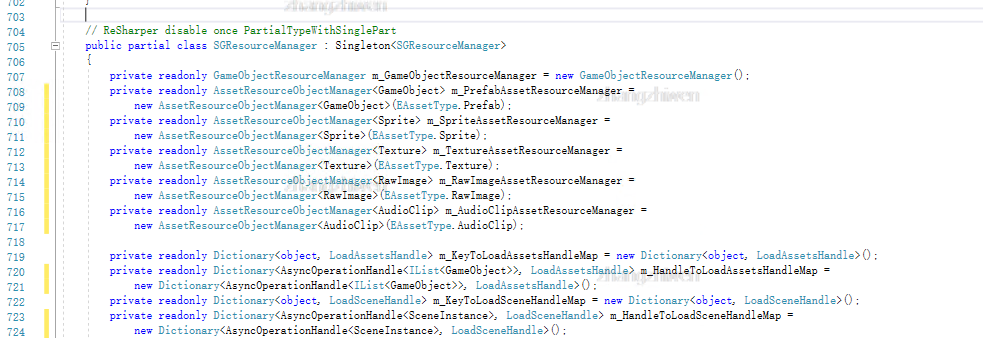 zhangzhiwen
702 }
703
704 // ReSharper disable once PartialTypeWithSinglePart
705 public partial class SGResourceManager : Singleton<SGResourceManager>
706 {
707 private readonly GameObjectResourceManager m_GameObjectResourceManager = new GameObjectResourceManager();
708 private readonly AssetResourceObjectManager<GameObject> m_PrefabAssetResourceManager =
zhangzhiwen
709 new AssetResourceObjectManager<GameObject>(EAssetType.Prefab);
710 private readonly AssetResourceObjectManager<Sprite> m_SpriteAssetResourceManager =
711 new AssetResourceObjectManager<Sprite>(EAssetType.Sprite);
712 private readonly AssetResourceObjectManager<Texture> m_TextureAssetResourceManager =
713 new AssetResourceObjectManager<Texture>(EAssetType.Texture);
714 private readonly AssetResourceObjectManager<RawImage> m_RawImageAssetResourceManager =
zhangzhiwen
715 new AssetResourceObjectManager<RawImage>(EAssetType.RawImage);
716 private readonly AssetResourceObjectManager<AudioClip> m_AudioClipAssetResourceManager =
717 new AssetResourceObjectManager<AudioClip>(EAssetType.AudioClip);
718
719 private readonly Dictionary<object, LoadAssetsHandle> m_KeyToLoadAssetsHandleMap = new Dictionary<object, LoadAssetsHandle>();
720 private readonly Dictionary<AsyncOperationHandle<IList<GameObject>>, LoadAssetsHandle> m_HandleToLoadAssetsHandleMap =
zhangzhiwen
721 new Dictionary<AsyncOperationHandle<IList<GameObject>>, LoadAssetsHandle>();
722 private readonly Dictionary<object, LoadSceneHandle> m_KeyToLoadSceneHandleMap = new Dictionary<object, LoadSceneHandle>();
723 private readonly Dictionary<AsyncOperationHandle<SceneInstance>, LoadSceneHandle> m_HandleToLoadSceneHandleMap =
724 new Dictionary<AsyncOperationHandle<SceneInstance>, LoadSceneHandle>();